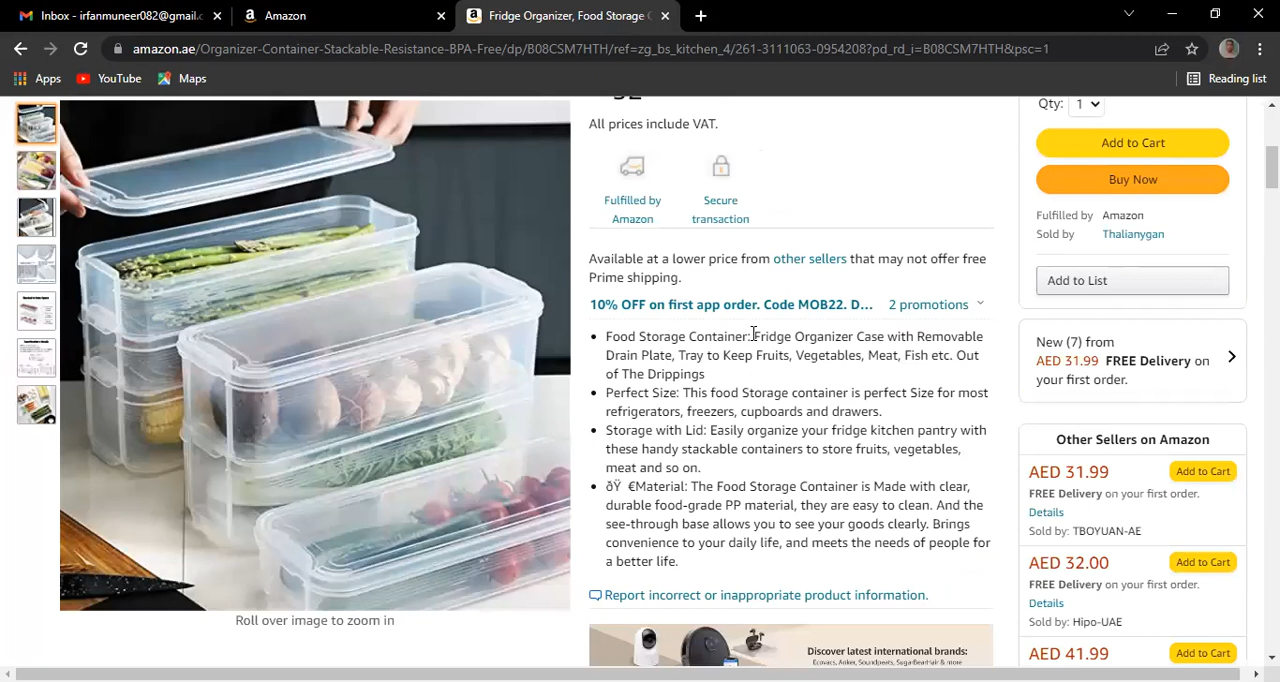 Inbox - irfanmuneer082@gmail.c
Amazon
Fridge Organizer, Food Storage C
amazon.ae/Organizer-Container-Stackable-Resistance-BPA-Free/dp/B08CSM7HTH/ref=zg_bs_kitchen_4/261-3111063-0954208?pd_rd_i=B08CSM7HTH&psc=1
Apps
YouTube
Maps
Reading list
Roll over image to zoom in
All prices include VAT.
Fulfilled by
Amazon
Secure
transaction
Available at a lower price from other sellers that may not offer free
Prime shipping.
10% OFF on first app order. Code MOB22. D... 2 promotions
Food Storage Container:Fridge Organizer Case with Removable
Drain Plate, Tray to Keep Fruits, Vegetables, Meat, Fish etc. Out
of The Drippings
Perfect Size: This food Storage container is perfect Size for most
refrigerators, freezers, cupboards and drawers.
Storage with Lid: Easily organize your fridge kitchen pantry with
these handy stackable containers to store fruits, vegetables,
meat and so on.
ðŸ €Material: The Food Storage Container is Made with clear,
durable food-grade PP material, they are easy to clean. And the
see-through base allows you to see your goods clearly. Brings
convenience to your daily life, and meets the needs of people for
a better life.
Report incorrect or inappropriate product information.
Discover latest international brands:
Ecovacs, Anker, Soundpeats, SugarBearHair & more
Qty: 1
Add to Cart
Buy Now
Fulfilled by Amazon
Sold by Thalianygan
Add to List
New (7) from
AED 31.99 FREE Delivery on
your first order.
Other Sellers on Amazon
AED 31.99 Add to Cart
FREE Delivery on your first order.
Details
Sold by: TBOYUAN-AE
AED 32.00 Add to Cart
FREE Delivery on your first order.
Details
Sold by: Hipo-UAE
AED 41.99 Add to Cart